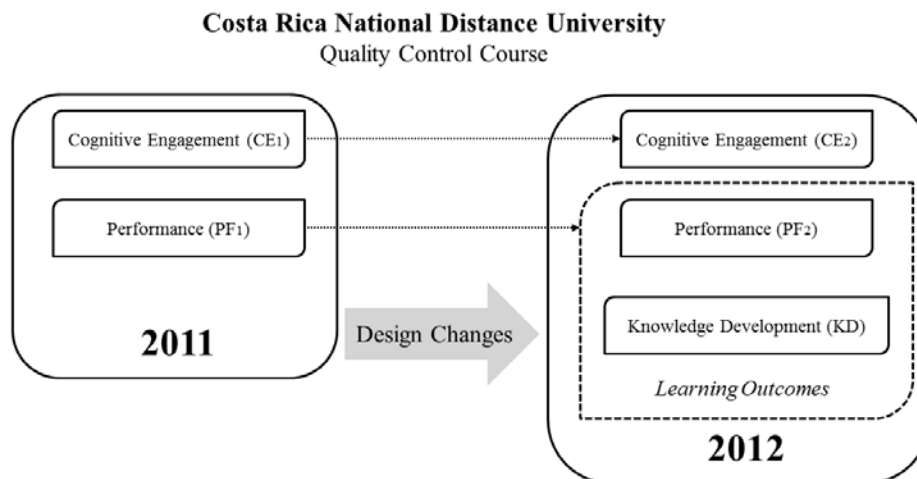 Costa Rica National Distance University
Quality Control Course
Cognitive Engagement (CE1)
Cognitive Engagement (CE2)
Performance (PF1)
Performance (PF2)
Design Changes
Knowledge Development (KD)
Learning Outcomes
2011
2012